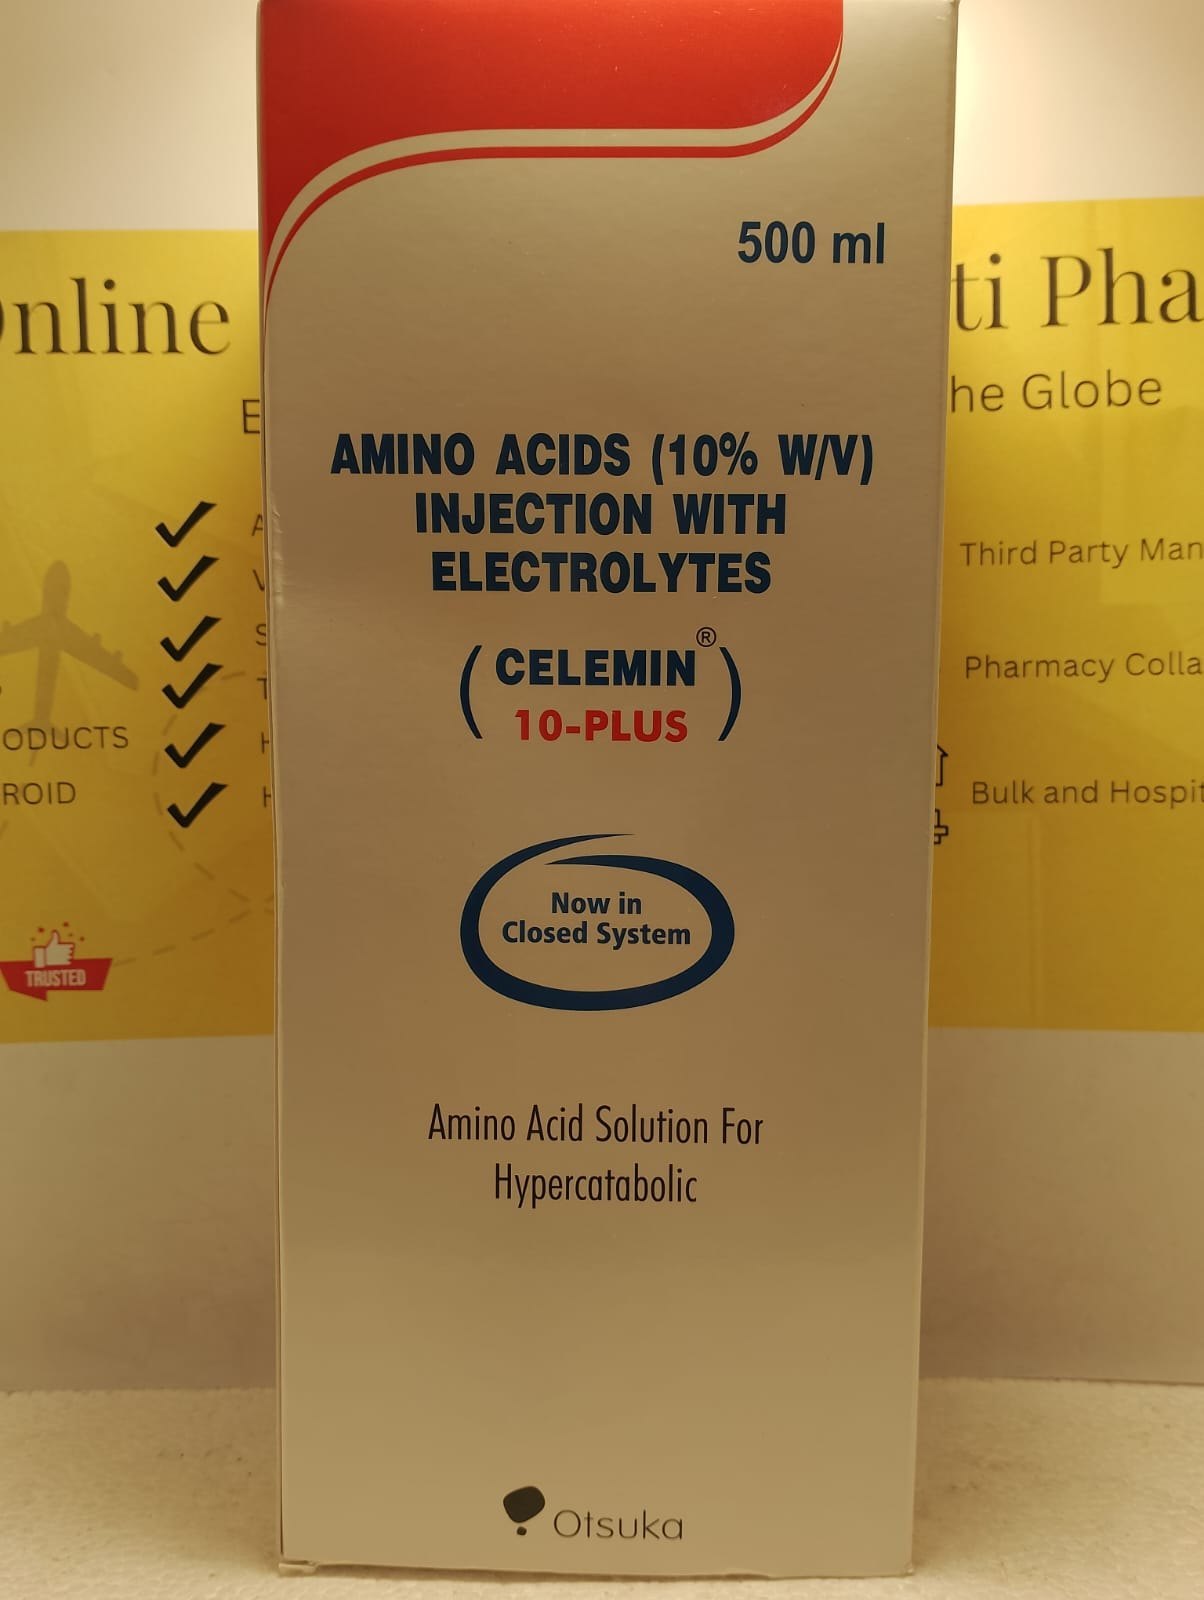 500 ml
AMINO ACIDS (10% W/V)
INJECTION WITH
ELECTROLYTES
(CELEMIN®
10-PLUS)
Now in
Closed System
Amino Acid Solution For
Hypercatabolic
Otsuka
nline
ODUCTS
ROID
TRUSTED
ti Pha
he Globe
Third Party Man
Pharmacy Colla
Bulk and Hospit